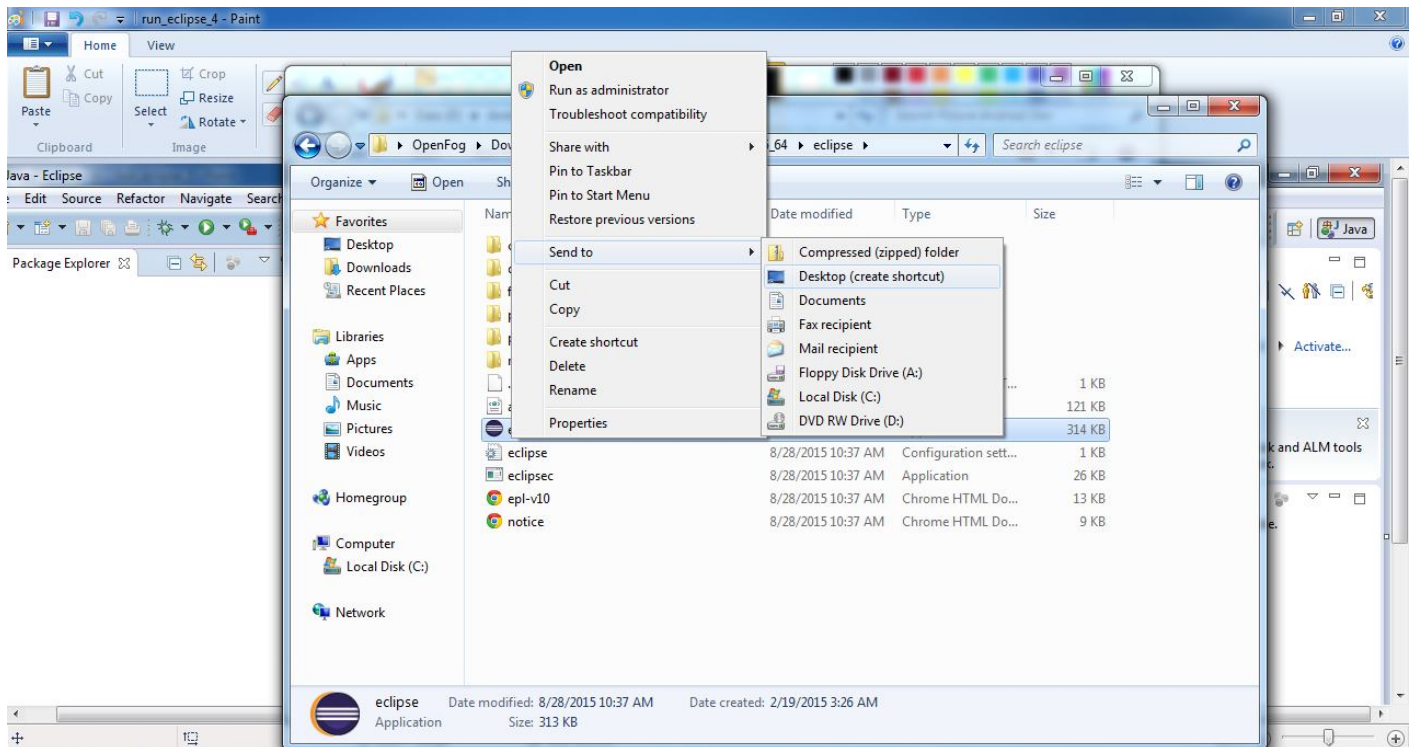 run_eclipse_4 - Paint
Home View
Cut
Copy
Paste
Select
Crop
Resize
Rotate
Clipboard
Image
Java - Eclipse
Edit Source Refactor Navigate Search
Package Explorer
OpenFog
_64 eclipse
Search eclipse
Organize Open
Favorites
Desktop
Downloads
Recent Places
Libraries
Apps
Documents
Music
Pictures
Videos
Homegroup
Computer
Local Disk (C:)
Network
Date modified Type Size
1 KB
121 KB
314 KB
eclipse 8/28/2015 10:37 AM Configuration sett... 1 KB
eclipsec 8/28/2015 10:37 AM Application 26 KB
epl-v10 8/28/2015 10:37 AM Chrome HTML Do... 13 KB
notice 8/28/2015 10:37 AM Chrome HTML Do... 9 KB
Open
Run as administrator
Troubleshoot compatibility
Share with
Pin to Taskbar
Pin to Start Menu
Restore previous versions
Send to
Cut
Copy
Create shortcut
Delete
Rename
Properties
Compressed (zipped) folder
Desktop (create shortcut)
Documents
Fax recipient
Mail recipient
Floppy Disk Drive (A:)
Local Disk (C:)
DVD RW Drive (D:)
eclipse Date modified: 8/28/2015 10:37 AM Date created: 2/19/2015 3:26 AM
Application Size: 313 KB
Java
Activate...
and ALM tools